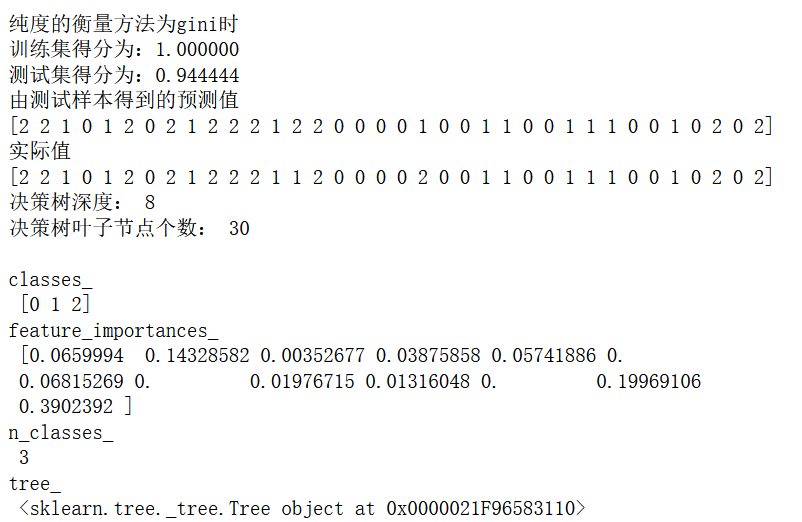 纯度的衡量方法为gini时
训练集得分为：1.000000
测试集得分为：0.944444
由测试样本得到的预测值
[2 2 1 0 1 2 0 2 1 2 2 2 1 2 2 0 0 0 0 1 0 0 1 1 0 0 1 1 1 0 0 1 0 2 0 2]
实际值
[2 2 1 0 1 2 0 2 1 2 2 2 1 1 2 0 0 0 0 2 0 0 1 1 0 0 1 1 1 0 0 1 0 2 0 2]
决策树深度： 8
决策树叶子节点个数： 30
classes_
[0 1 2]
feature_importances_
[0.0659994  0.14328582 0.00352677 0.03875858 0.05741886 0.
0.06815269 0.         0.01976715 0.01316048 0.         0.19969106
0.3902392 ]
n_classes_
3
tree_
<sklearn.tree._tree.Tree object at 0x0000021F96583110>